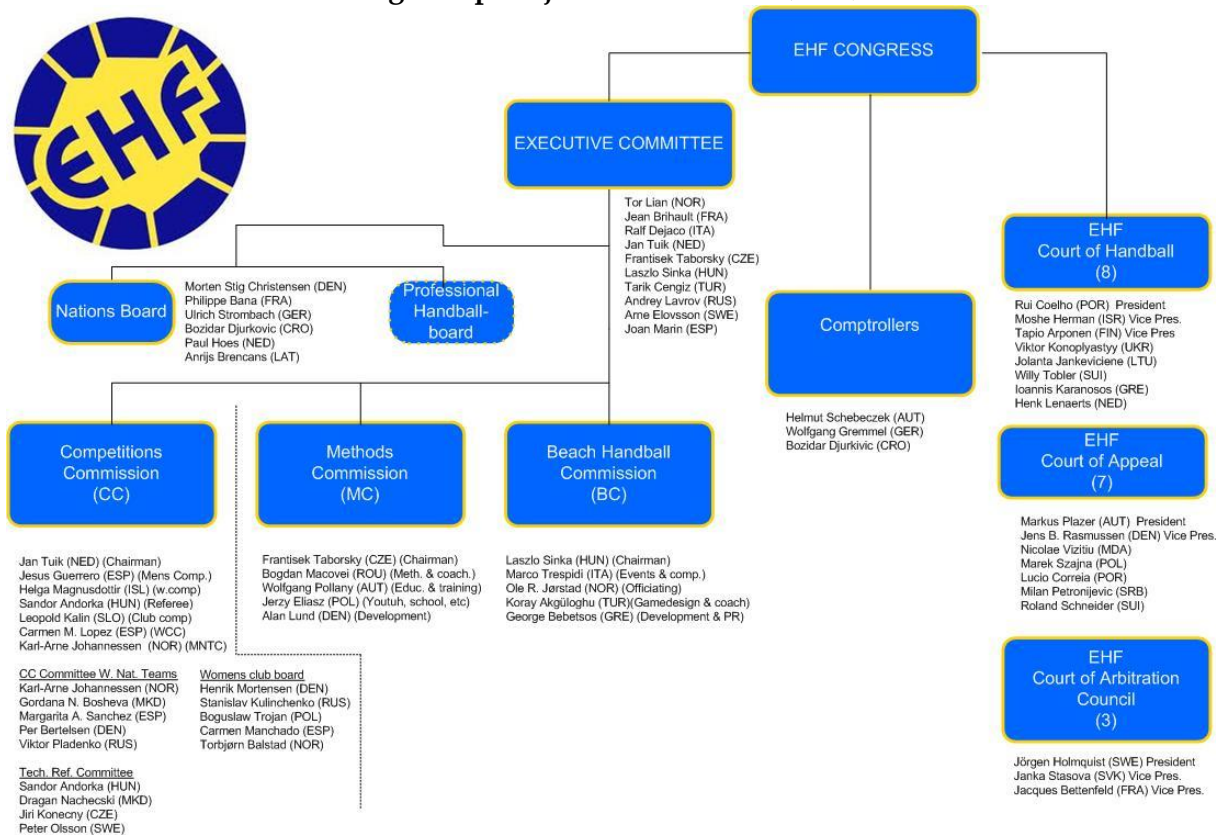 EHF
EHF CONGRESS
EXECUTIVE COMMITTEE
Tor Lian (NOR)
Jean Brihault (FRA)
Ralf Dejaco (ITA)
Jan Tuik (NED)
Frantisek Taborsky (CZE)
Laszlo Sinka (HUN)
Tarik Cengiz (TUR)
Andrey Lavrov (RUS)
Arne Elovsson (SWE)
Joan Marin (ESP)
Nations Board
Morten Stig Christensen (DEN)
Philippe Bana (FRA)
Ulrich Strombach (GER)
Bozidar Djurkovic (CRO)
Paul Hoes (NED)
Anrijs Brencans (LAT)
Professional
Handball-
board
Comptrollers
Helmut Schebeczek (AUT)
Wolfgang Gremmel (GER)
Bozidar Djurkivic (CRO)
EHF
Court of Handball
(8)
Rui Coelho (POR) President
Moshe Herman (ISR) Vice Pres.
Tapio Arponen (FIN) Vice Pres
Viktor Konoplyastyy (UKR)
Jolanta Jankeviciene (LTU)
Willy Tobler (SUI)
Ioannis Karanosos (GRE)
Henk Lenaerts (NED)
EHF
Court of Appeal
(7)
Markus Plazer (AUT) President
Jens B. Rasmussen (DEN) Vice Pres.
Nicolae Vizitiu (MDA)
Marek Szajna (POL)
Lucio Correia (POR)
Milan Petronijevic (SRB)
Roland Schneider (SUI)
EHF
Court of Arbitration
Council
(3)
Jörgen Holmquist (SWE) President
Janka Stasova (SVK) Vice Pres.
Jacques Bettenfeld (FRA) Vice Pres.
Competitions
Commission
(CC)
Jan Tuik (NED) (Chairman)
Jesus Guerrero (ESP) (Mens Comp.)
Helga Magnusdottir (ISL) (w.comp)
Sandor Andorka (HUN) (Referee)
Leopold Kalin (SLO) (Club comp)
Carmen M. Lopez (ESP) (WCC)
Karl-Arne Johannessen (NOR) (MNTC)
CC Committee W. Nat. Teams
Karl-Arne Johannessen (NOR)
Gordana N. Bosheva (MKD)
Margarita A. Sanchez (ESP)
Per Bertelsen (DEN)
Viktor Pladenko (RUS)
Womens club board
Henrik Mortensen (DEN)
Stanislav Kulinchenko (RUS)
Boguslaw Trojan (POL)
Carmen Manchado (ESP)
Torbjørn Balstad (NOR)
Tech. Ref. Committee
Sandor Andorka (HUN)
Dragan Nachecski (MKD)
Jiri Konecny (CZE)
Peter Olsson (SWE)
Methods
Commission
(MC)
Frantisek Taborsky (CZE) (Chairman)
Bogdan Macovei (ROU) (Meth. & coach.)
Wolfgang Pollany (AUT) (Educ. & training)
Jerzy Eliasz (POL) (Youtuh, school, etc)
Alan Lund (DEN) (Development)
Beach Handball
Commission
(BC)
Laszlo Sinka (HUN) (Chairman)
Marco Trespidi (ITA) (Events & comp.)
Ole R. Jørstad (NOR) (Officiating)
Koray Akgüloghu (TUR)(Gamedesign & coach)
George Bebetsos (GRE) (Development & PR)